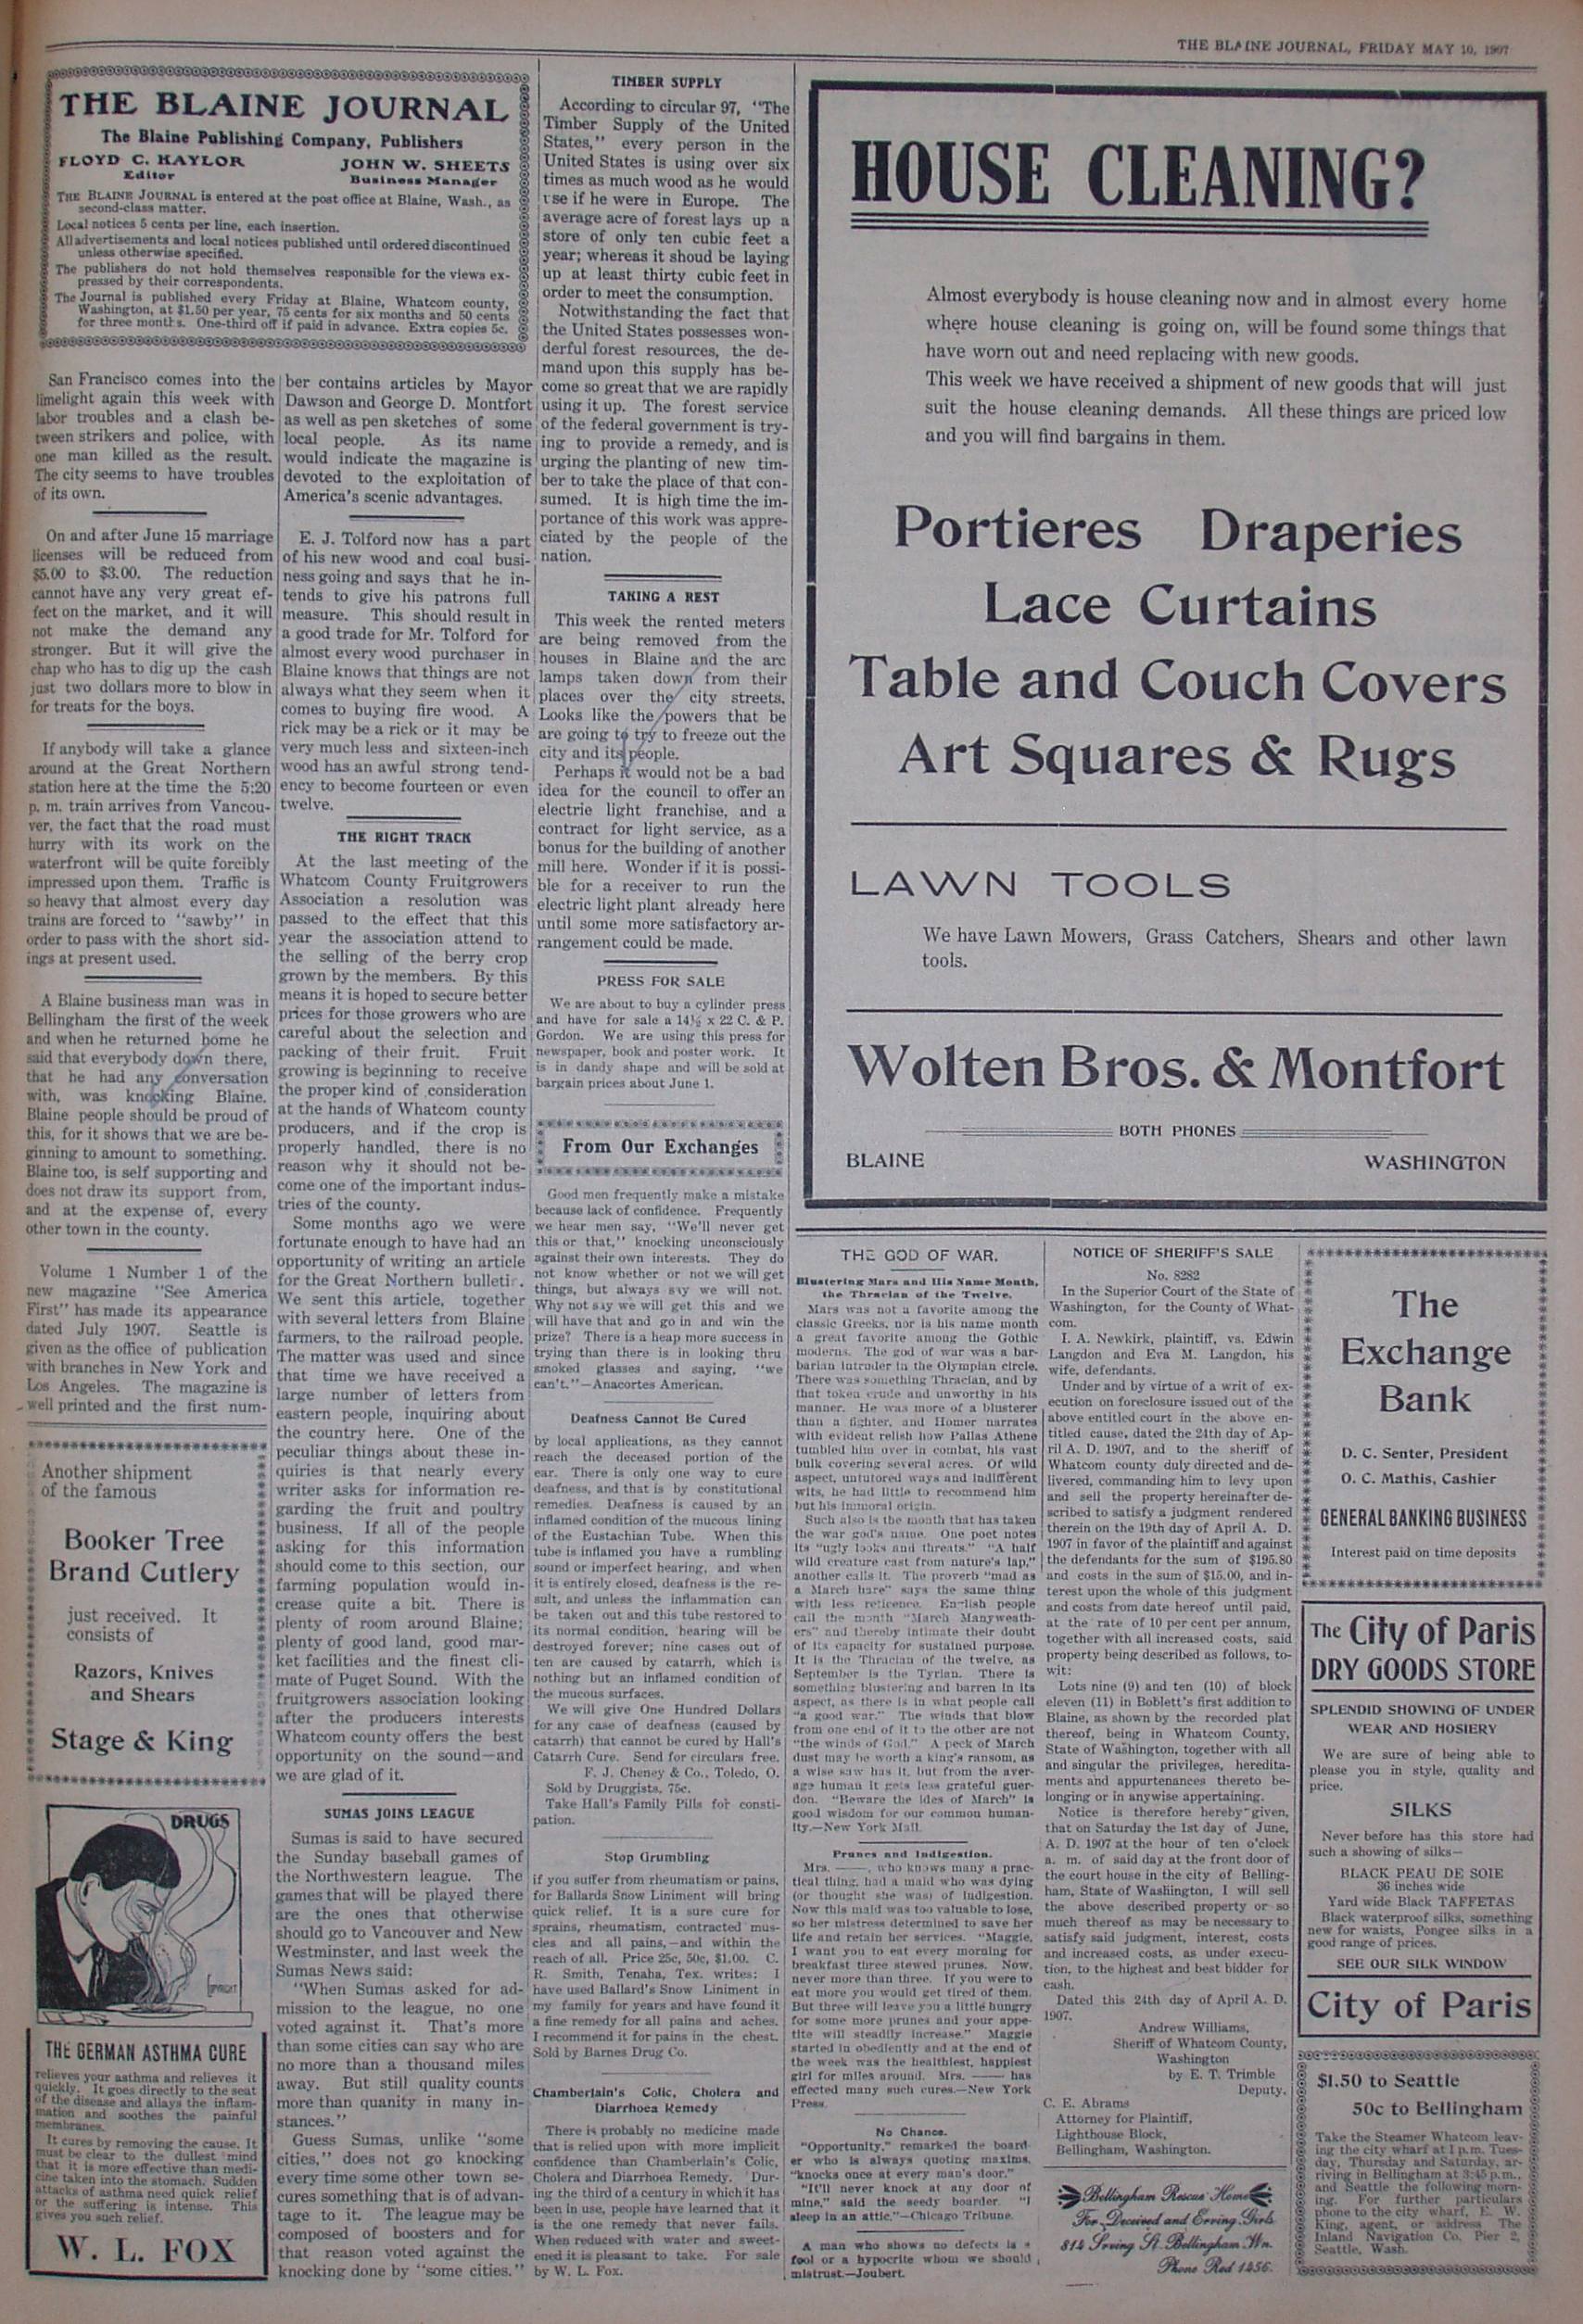 THE BLAINE JOURNAL, FRIDAY MAY 10, 1907
THE BLAINE JOURNAL
The Blaine Publishing Company, Publishers
FLOYD C. KAYLOR
Editor
JOHN W. SHEETS
Business Manager
THE BLAINE JOURNAL is entered at the post office at Blaine, Wash., as
second-class matter.
Local notices 5 cents per line, each insertion.
All advertisements and local notices published until ordered discontinued
unless otherwise specified.
The publishers do not hold themselves responsible for the views ex-
pressed by their correspondents.
The Journal is published every Friday at Blaine, Whatcom county,
Washington, at $1.50 per year, 75 cents for six months and 50 cents
for three months. One-third off if paid in advance. Extra copies 5c.
San Francisco comes into the
limelight again this week with
labor troubles and a clash be-
tween strikers and police, with
one man killed as the result.
The city seems to have troubles
of its own.
On and after June 15 marriage
licenses will be reduced from
$5.00 to $3.00. The reduction
cannot have any very great ef-
fect on the market, and it will
not make the demand any
stronger. But it will give the
chap who has to dig up the cash
just two dollars more to blow in
for treats for the boys.
If anybody will take a glance
around at the Great Northern
station here at the time the 5:20
p. m. train arrives from Vancou-
ver, the fact that the road must
hurry with its work on the
waterfront will be quite forcibly
impressed upon them. Traffic is
so heavy that almost every day
trains are forced to "sawby" in
order to pass with the short sid-
ings at present used.
A Blaine business man was in
Bellingham the first of the week
and when he returned home he
said that everybody down there,
that he had any conversation
with, was knocking Blaine.
Blaine people should be proud of
this, for it shows that we are be-
ginning to amount to something.
Blaine too, is self supporting and
does not draw its support from,
and at the expense of, every
other town in the county.
Volume 1 Number 1 of the
new magazine "See America
First" has made its appearance
dated July 1907. Seattle is
given as the office of publication
with branches in New York and
Los Angeles. The magazine is
well printed and the first num-
Another shipment
of the famous
Booker Tree
Brand Cutlery
just received. It
consists of
Razors, Knives
and Shears
Stage & King
DRUGS
COPYRIGHT
THE GERMAN ASTHMA CURE
relieves your asthma and relieves it
quickly. It goes directly to the seat
of the disease and allays the inflam-
mation and soothes the painful
membranes.
It cures by removing the cause. It
must be clear to the dullest mind
that it is more effective than medi-
cine taken into the stomach. Sudden
attacks of asthma need quick relief
or the suffering is intense. This
gives you such relief.
W. L. FOX
ber contains articles by Mayor
Dawson and George D. Montfort
as well as pen sketches of some
local people. As its name
would indicate the magazine is
devoted to the exploitation of
America's scenic advantages.
E. J. Tolford now has a part
of his new wood and coal busi-
ness going and says that he in-
tends to give his patrons full
measure. This should result in
a good trade for Mr. Tolford for
almost every wood purchaser in
Blaine knows that things are not
always what they seem when it
comes to buying fire wood. A
rick may be a rick or it may be
very much less and sixteen-inch
wood has an awful strong tend-
ency to become fourteen or even
twelve.
THE RIGHT TRACK
At the last meeting of the
Whatcom County Fruitgrowers
Association a resolution was
passed to the effect that this
year the association attend to
the selling of the berry crop
grown by the members. By this
means it is hoped to secure better
prices for those growers who are
careful about the selection and
packing of their fruit. Fruit
growing is beginning to receive
the proper kind of consideration
at the hands of Whatcom county
producers, and if the crop is
properly handled, there is no
reason why it should not be-
come one of the important indus-
tries of the county.
Some months ago we were
fortunate enough to have had an
opportunity of writing an article
for the Great Northern bulletin.
We sent this article, together
with several letters from Blaine
farmers, to the railroad people.
The matter was used and since
that time we have received a
large number of letters from
eastern people, inquiring about
the country here. One of the
peculiar things about these in-
quiries is that nearly every
writer asks for information re-
garding the fruit and poultry
business. If all of the people
asking for this information
should come to this section, our
farming population would in-
crease quite a bit. There is
plenty of room around Blaine;
plenty of good land, good mar-
ket facilities and the finest cli-
mate of Puget Sound. With the
fruitgrowers association looking
after the producers interests
Whatcom county offers the best
opportunity on the sound—and
we are glad of it.
SUMAS JOINS LEAGUE
Sumas is said to have secured
the Sunday baseball games of
the Northwestern league. The
games that will be played there
are the ones that otherwise
should go to Vancouver and New
Westminster, and last week the
Sumas News said:
"When Sumas asked for ad-
mission to the league, no one
voted against it. That's more
than some cities can say who are
no more than a thousand miles
away. But still quality counts
more than quanity in many in-
stances."
Guess Sumas, unlike "some
cities," does not go knocking
every time some other town se-
cures something that is of advan-
tage to it. The league may be
composed of boosters and for
that reason voted against the
knocking done by "some cities."
TIMBER SUPPLY
According to circular 97, "The
Timber Supply of the United
States," every person in the
United States is using over six
times as much wood as he would
use if he were in Europe. The
average acre of forest lays up a
store of only ten cubic feet a
year; whereas it shoud be laying
up at least thirty cubic feet in
order to meet the consumption.
Notwithstanding the fact that
the United States possesses won-
derful forest resources, the de-
mand upon this supply has be-
come so great that we are rapidly
using it up. The forest service
of the federal government is try-
ing to provide a remedy, and is
urging the planting of new tim-
ber to take the place of that con-
sumed. It is high time the im-
portance of this work was appre-
ciated by the people of the
nation.
TAKING A REST
This week the rented meters
are being removed from the
houses in Blaine and the arc
lamps taken down from their
places over the city streets.
Looks like the powers that be
are going to try to freeze out the
city and its people.
Perhaps it would not be a bad
idea for the council to offer an
electric light franchise, and a
contract for light service, as a
bonus for the building of another
mill here. Wonder if it is possi-
ble for a receiver to run the
electric light plant already here
until some more satisfactory ar-
rangement could be made.
PRESS FOR SALE
We are about to buy a cylinder press
and have for sale a 14½ x 22 C. & P.
Gordon. We are using this press for
newspaper, book and poster work. It
is in dandy shape and will be sold at
bargain prices about June 1.
From Our Exchanges
Good men frequently make a mistake
because lack of confidence. Frequently
we hear men say, "We'll never get
this or that," knocking unconsciously
against their own interests. They do
not know whether or not we will get
things, but always say we will not.
Why not say we will get this and we
will have that and go in and win the
prize? There is a heap more success in
trying than there is in looking thru
smoked glasses and saying, "we
can't."—Anacortes American.
Deafness Cannot Be Cured
by local applications, as they cannot
reach the deceased portion of the
ear. There is only one way to cure
deafness, and that is by constitutional
remedies. Deafness is caused by an
inflamed condition of the mucous lining
of the Eustachian Tube. When this
tube is inflamed you have a rumbling
sound or imperfect hearing, and when
it is entirely closed, deafness is the re-
sult, and unless the inflammation can
be taken out and this tube restored to
its normal condition, hearing will be
destroyed forever; nine cases out of
ten are caused by catarrh, which is
nothing but an inflamed condition of
the mucous surfaces.
We will give One Hundred Dollars
for any case of deafness (caused by
catarrh) that cannot be cured by Hall's
Catarrh Cure. Send for circulars free.
F. J. Cheney & Co., Toledo, O.
Sold by Druggists, 75c.
Take Hall's Family Pills for consti-
pation.
Stop Grumbling
if you suffer from rheumatism or pains,
for Ballards Snow Liniment will bring
quick relief. It is a sure cure for
sprains, rheumatism, contracted mus-
cles and all pains,—and within the
reach of all. Price 25c, 50c, $1.00. C.
R. Smith, Tenaha, Tex. writes: I
have used Ballard's Snow Liniment in
my family for years and have found it
a fine remedy for all pains and aches.
I recommend it for pains in the chest.
Sold by Barnes Drug Co.
Chamberlain's Colic, Cholera and
Diarrhoea Remedy
There is probably no medicine made
that is relied upon with more implicit
confidence than Chamberlain's Colic,
Cholera and Diarrhoea Remedy. Dur-
ing the third of a century in which it has
been in use, people have learned that it
is the one remedy that never fails.
When reduced with water and sweet-
ened it is pleasant to take. For sale
by W. L. Fox.
HOUSE CLEANING?
Almost everybody is house cleaning now and in almost every home
where house cleaning is going on, will be found some things that
have worn out and need replacing with new goods.
This week we have received a shipment of new goods that will just
suit the house cleaning demands. All these things are priced low
and you will find bargains in them.
Portieres Draperies
Lace Curtains
Table and Couch Covers
Art Squares & Rugs
LAWN TOOLS
We have Lawn Mowers, Grass Catchers, Shears and other lawn
tools.
Wolten Bros. & Montfort
BOTH PHONES
BLAINE WASHINGTON
THE GOD OF WAR.
Blustering Mars and His Name Month,
the Thracian of the Twelve.
Mars was not a favorite among the
classic Greeks, nor is his name month
a great favorite among the Gothic
moderns. The god of war was a bar-
barian intruder in the Olympian circle.
There was something Thracian, and by
that token crude and unworthy in his
manner. He was more of a blusterer
than a fighter, and Homer narrates
with evident relish how Pallas Athene
tumbled him over in combat, his vast
bulk covering several acres. Of wild
aspect, untutored ways and indifferent
wits, he had little to recommend him
but his immoral origin.
Such also is the month that has taken
the war god's name. One poet notes
its "ugly looks and threats." "A half
wild creature cast from nature's lap,"
another calls it. The proverb "mad as
a March hare" says the same thing
with less reticence. English people
call the month "March Manyweath-
ers" and thereby intimate their doubt
of its capacity for sustained purpose.
It is the Thracian of the twelve, as
September is the Tyrian. There is
something blustering and barren in its
aspect, as there is in what people call
"a good war." The winds that blow
from one end of it to the other are not
"the winds of God." A peck of March
dust may be worth a king's ransom, as
a wise saw has it, but from the aver-
age human it gets less grateful guer-
don. "Beware the ides of March" is
good wisdom for our common human-
ity.—New York Mail.
Prunes and Indigestion.
Mrs. ——, who knows many a prac-
tical thing, had a maid who was dying
(or thought she was) of indigestion.
Now this maid was too valuable to lose,
so her mistress determined to save her
life and retain her services. "Maggie,
I want you to eat every morning for
breakfast three stewed prunes. Now,
never more than three. If you were to
eat more you would get tired of them.
But three will leave you a little hungry
for some more prunes and your appe-
tite will steadily increase." Maggie
started in obediently and at the end of
the week was the healthiest, happiest
girl for miles around. Mrs. —— has
effected many such cures.—New York
Press.
No Chance.
"Opportunity," remarked the board-
er who is always quoting maxims,
"knocks once at every man's door."
"It'll never knock at any door of
mine," said the seedy boarder. "I
sleep in an attic."—Chicago Tribune.
A man who shows no defects is a
fool or a hypocrite whom we should
mistrust.—Joubert.
NOTICE OF SHERIFF'S SALE
No. 8282
In the Superior Court of the State of
Washington, for the County of What-
com.
I. A. Newkirk, plaintiff, vs. Edwin
Langdon and Eva M. Langdon, his
wife, defendants.
Under and by virtue of a writ of ex-
ecution on foreclosure issued out of the
above entitled court in the above en-
titled cause, dated the 24th day of Ap-
ril A. D. 1907, and to the sheriff of
Whatcom county duly directed and de-
livered, commanding him to levy upon
and sell the property hereinafter de-
scribed to satisfy a judgment rendered
therein on the 19th day of April A. D.
1907 in favor of the plaintiff and against
the defendants for the sum of $195.80
and costs in the sum of $15.00, and in-
terest upon the whole of this judgment
and costs from date hereof until paid,
at the rate of 10 per cent per annum,
together with all increased costs, said
property being described as follows, to-
wit:
Lots nine (9) and ten (10) of block
eleven (11) in Boblett's first addition to
Blaine, as shown by the recorded plat
thereof, being in Whatcom County,
State of Washington, together with all
and singular the privileges, heredita-
ments and appurtenances thereto be-
longing or in anywise appertaining.
Notice is therefore hereby given,
that on Saturday the 1st day of June,
A. D. 1907 at the hour of ten o'clock
a. m. of said day at the front door of
the court house in the city of Belling-
ham, State of Washington, I will sell
the above described property or so
much thereof as may be necessary to
satisfy said judgment, interest, costs
and increased costs, as under execu-
tion, to the highest and best bidder for
cash.
Dated this 24th day of April A. D.
1907.
Andrew Williams,
Sheriff of Whatcom County,
Washington
by E. T. Trimble
Deputy.
C. E. Abrams
Attorney for Plaintiff,
Lighthouse Block,
Bellingham, Washington.
Bellingham Rescue Home
For Deceived and Erring Girls
814 Irving St. Bellingham Wn.
Phone Red 1456.
The
Exchange
Bank
D. C. Senter, President
O. C. Mathis, Cashier
GENERAL BANKING BUSINESS
Interest paid on time deposits
The City of Paris
DRY GOODS STORE
SPLENDID SHOWING OF UNDER
WEAR AND HOSIERY
We are sure of being able to
please you in style, quality and
price.
SILKS
Never before has this store had
such a showing of silks—
BLACK PEAU DE SOIE
36 inches wide
Yard wide Black TAFFETAS
Black waterproof silks, something
new for waists, Pongee silks in a
good range of prices.
SEE OUR SILK WINDOW
City of Paris
$1.50 to Seattle
50c to Bellingham
Take the Steamer Whatcom leav-
ing the city wharf at 1 p.m. Tues-
day, Thursday and Saturday, ar-
riving in Bellingham at 3:45 p.m.,
and Seattle the following morn-
ing. For further particulars
phone to the city wharf, E. W.
King, agent, or address The
Inland Navigation Co. Pier 2,
Seattle, Wash.